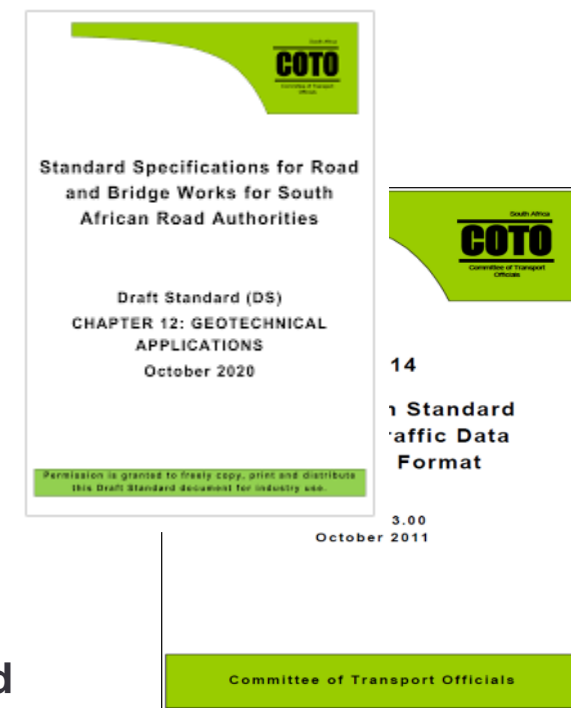 South Africa
COTO
Committee of Transport
Officials
Standard Specifications for Road
and Bridge Works for South
African Road Authorities
Draft Standard (DS)
CHAPTER 12: GEOTECHNICAL
APPLICATIONS
October 2020
Permission is granted to freely copy, print and distribute
this Draft Standard document for industry use.
South Africa
COTO
Committee of Transport
Officials
14
n Standard
raffic Data
Format
3.00
October 2011
Committee of Transport Officials
d